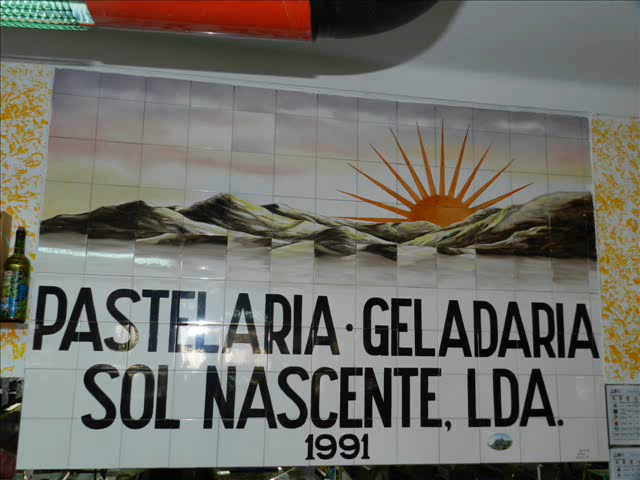 PASTELARIA · GELADARIA
SOL NASCENTE, LDA.
1991